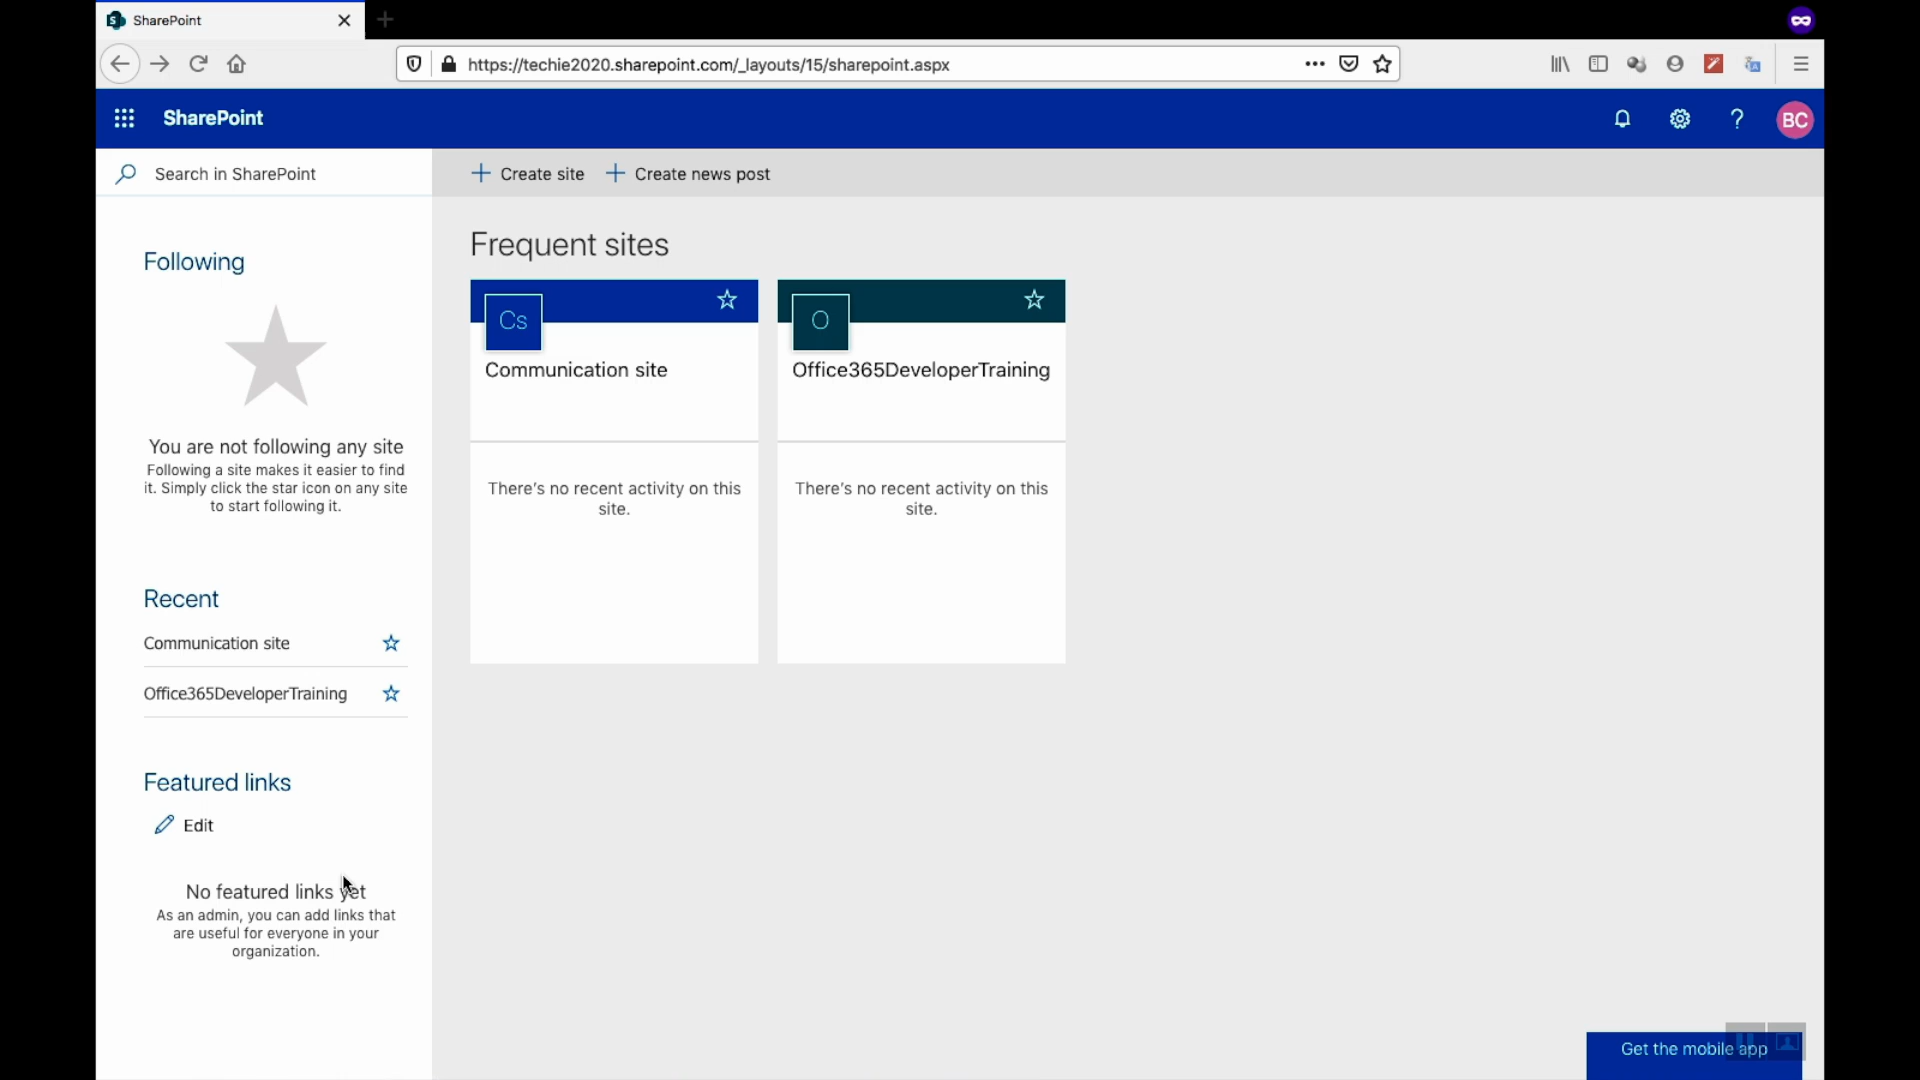 SharePoint
https://techie2020.sharepoint.com/_layouts/15/sharepoint.aspx
SharePoint
BC
Search in SharePoint
Create site
Create news post
Following
You are not following any site
Following a site makes it easier to find
it. Simply click the star icon on any site
to start following it.
Recent
Communication site
Office365DeveloperTraining
Featured links
Edit
No featured links yet
As an admin, you can add links that
are useful for everyone in your
organization.
Frequent sites
Cs
Communication site
There's no recent activity on this
site.
O
Office365DeveloperTraining
There's no recent activity on this
site.
Get the mobile app